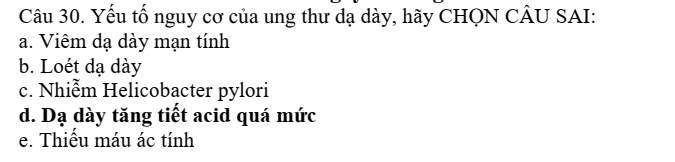 Câu 30. Yếu tố nguy cơ của ung thư dạ dày, hãy CHỌN CÂU SAI:
a. Viêm dạ dày mạn tính
b. Loét dạ dày
c. Nhiễm Helicobacter pylori
d. Dạ dày tăng tiết acid quá mức
e. Thiếu máu ác tính